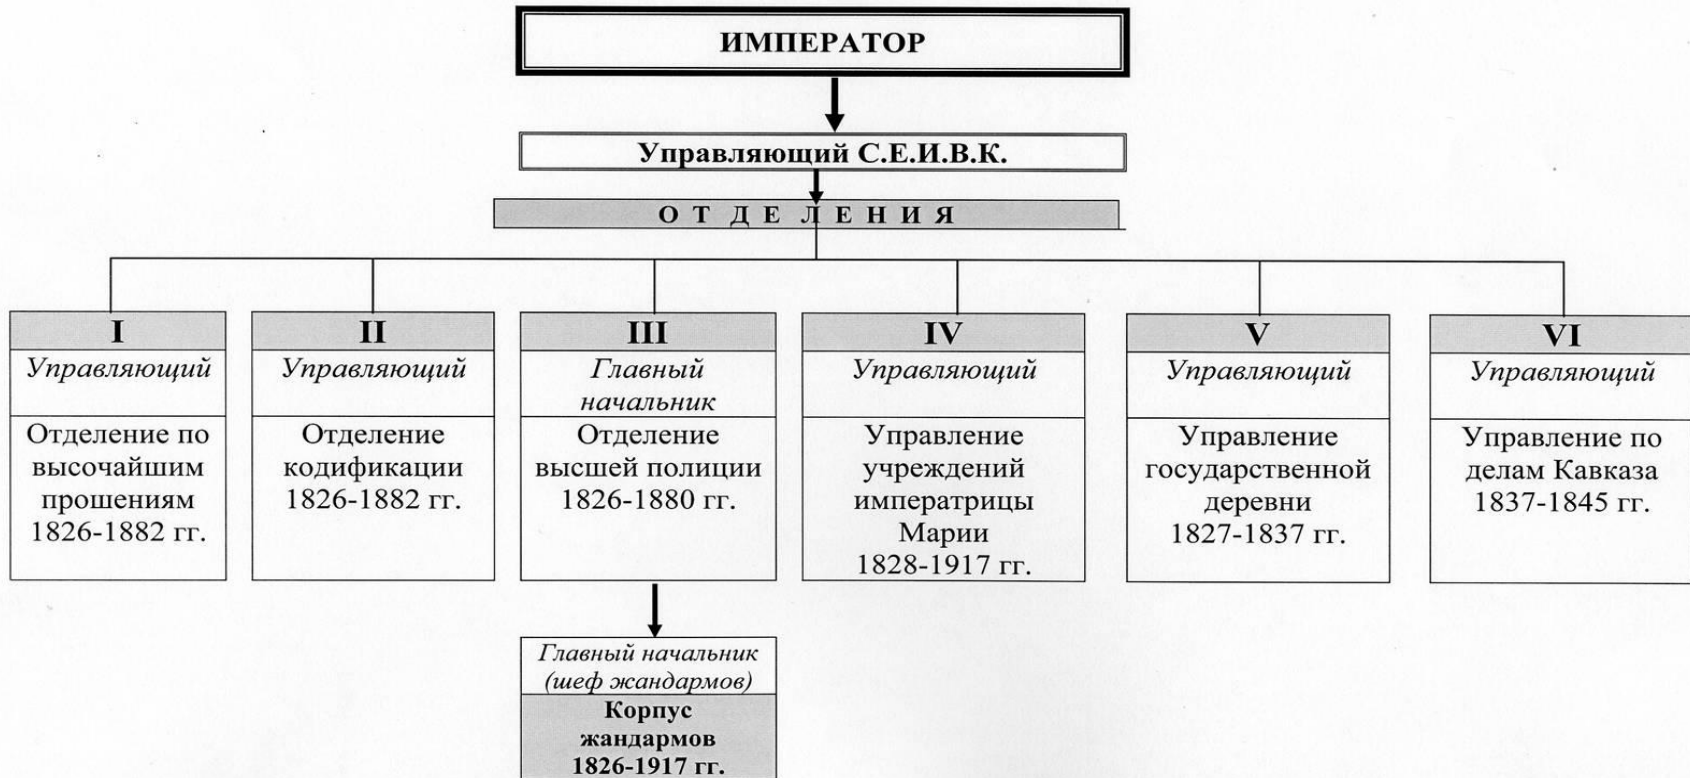 ИМПЕРАТОР
Управляющий С.Е.И.В.К.
О Т Д Е Л Е Н И Я
I
Управляющий
Отделение по
высочайшим
прошениям
1826-1882 гг.
II
Управляющий
Отделение
кодификации
1826-1882 гг.
III
Главный
начальник
Отделение
высшей полиции
1826-1880 гг.
IV
Управляющий
Управление
учреждений
императрицы
Марии
1828-1917 гг.
V
Управляющий
Управление
государственной
деревни
1827-1837 гг.
VI
Управляющий
Управление по
делам Кавказа
1837-1845 гг.
Главный начальник
(шеф жандармов)
Корпус
жандармов
1826-1917 гг.